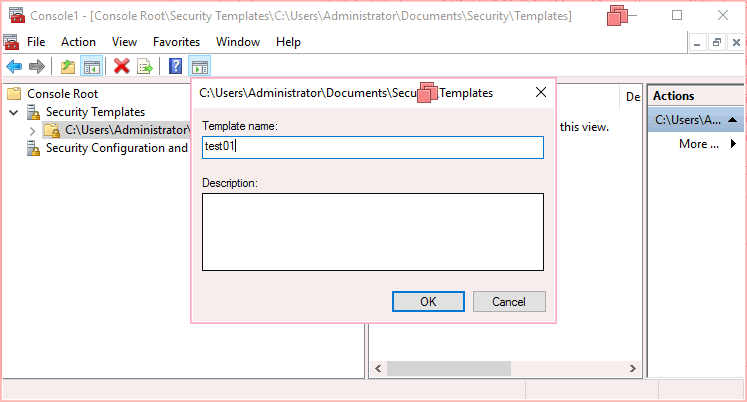 Console1 - [Console Root\Security Templates\C:\Users\Administrator\Documents\Security\Templates]
File Action View Favorites Window Help
Console Root
Security Templates
C:\Users\Administrator\
Security Configuration and
De
this view.
Actions
C:\Users\A...
More ...
C:\Users\Administrator\Documents\Secu Templates
Template name:
test01
Description:
OK Cancel